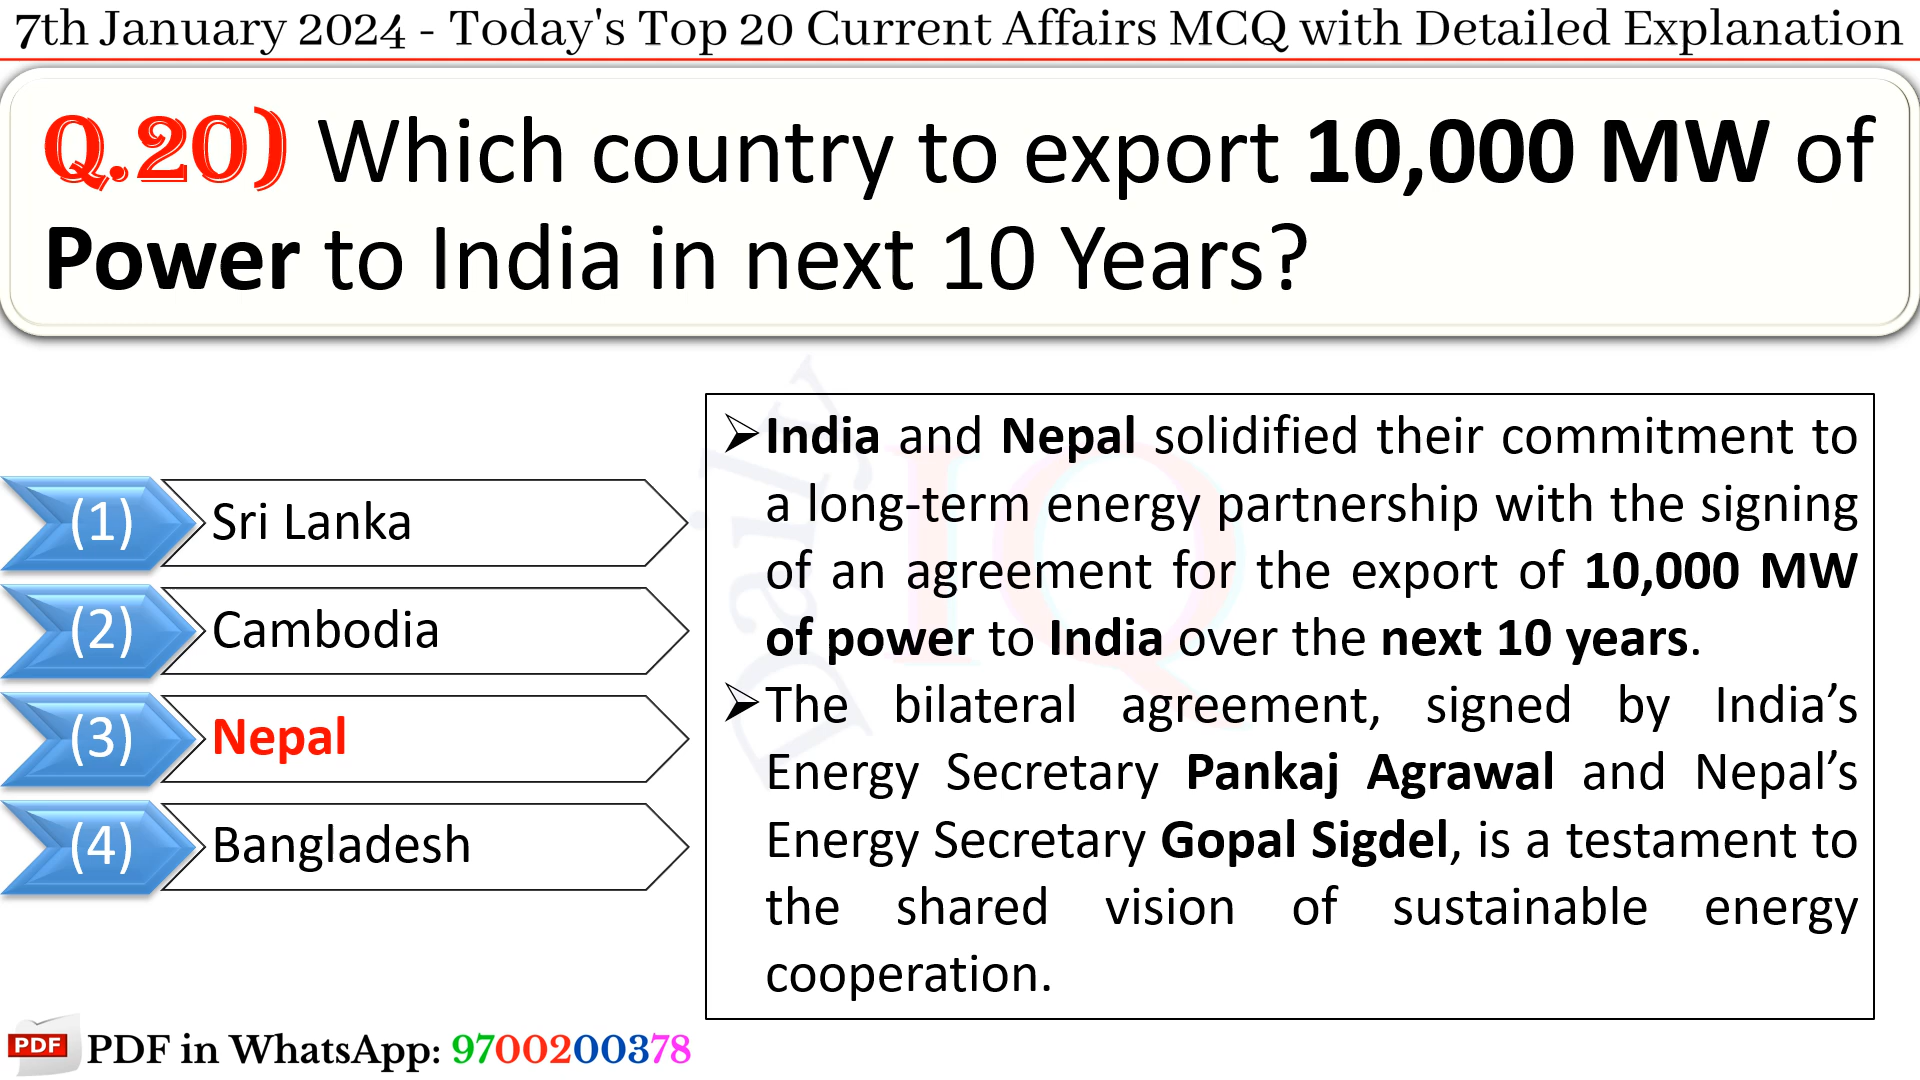 7th January 2024 - Today's Top 20 Current Affairs MCQ with Detailed Explanation
Q.20) Which country to export 10,000 MW of
Power to India in next 10 Years?
(1) Sri Lanka
(2) Cambodia
(3) Nepal
(4) Bangladesh
➢India and Nepal solidified their commitment to
a long-term energy partnership with the signing
of an agreement for the export of 10,000 MW
of power to India over the next 10 years.
➢The bilateral agreement, signed by India’s
Energy Secretary Pankaj Agrawal and Nepal’s
Energy Secretary Gopal Sigdel, is a testament to
the shared vision of sustainable energy
cooperation.
Daily IQ
PDF PDF in WhatsApp: 9700200378